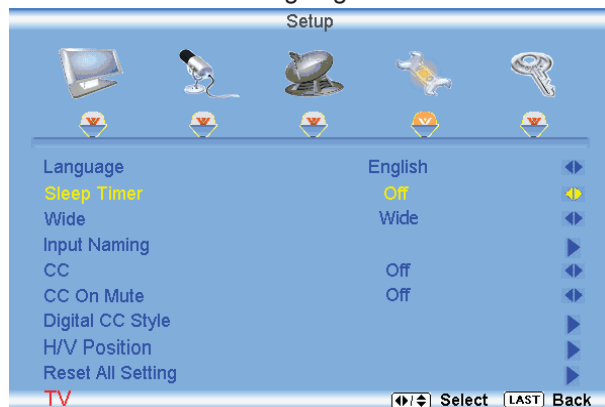 Setup
Language English
Sleep Timer Off
Wide Wide
Input Naming
CC Off
CC On Mute Off
Digital CC Style
H/V Position
Reset All Setting
TV / Select LAST Back